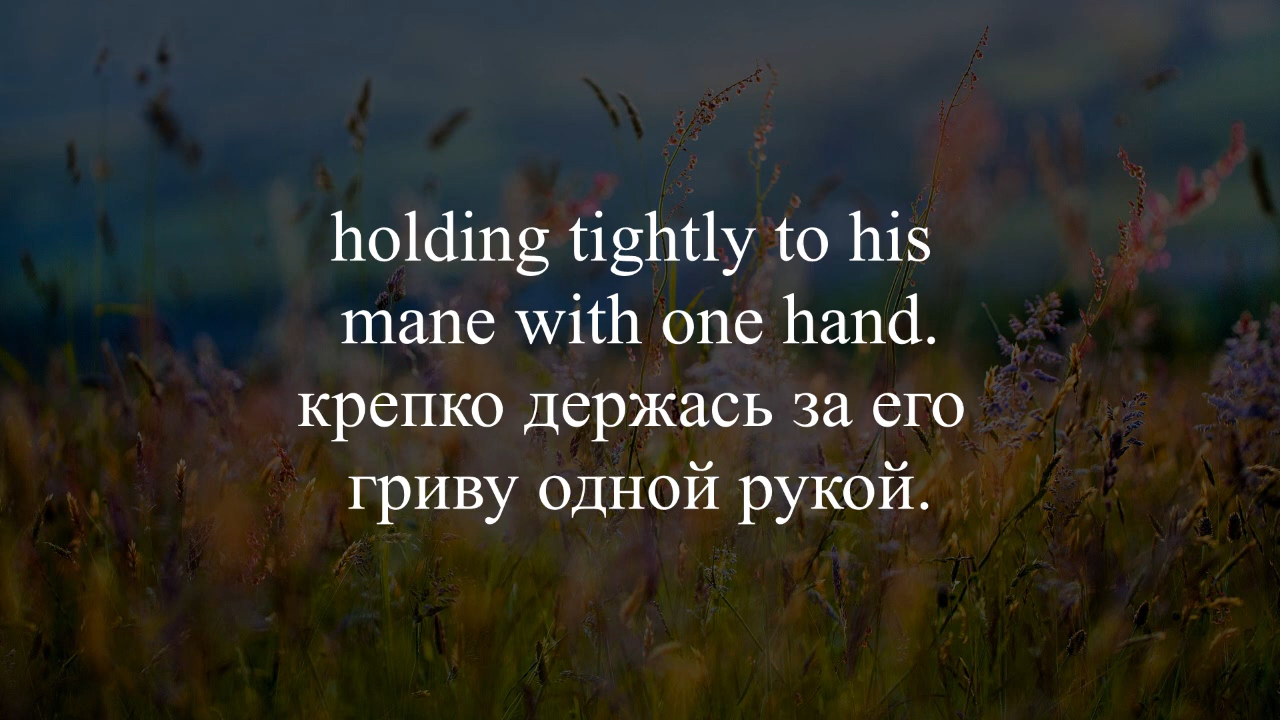 holding tightly to his
mane with one hand.
крепко держась за его
гриву одной рукой.